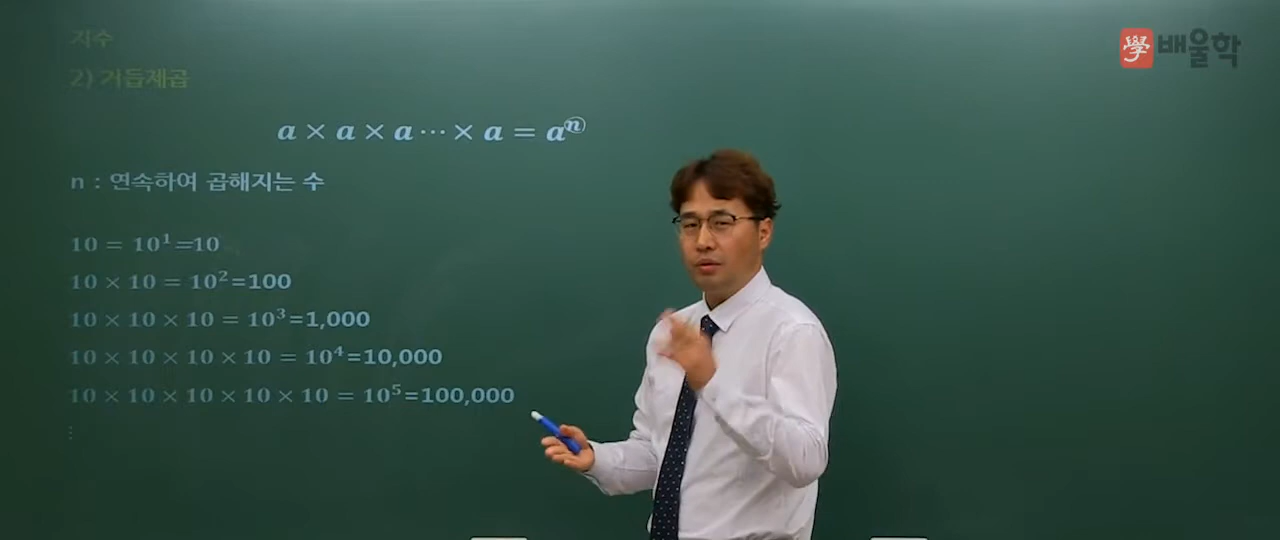 지수
學 배울학
2) 거듭제곱
a × a × a ⋯ × a = aⁿ
n : 연속하여 곱해지는 수
10 = 10¹=10
10 × 10 = 10²=100
10 × 10 × 10 = 10³=1,000
10 × 10 × 10 × 10 = 10⁴=10,000
10 × 10 × 10 × 10 × 10 = 10⁵=100,000
⋮